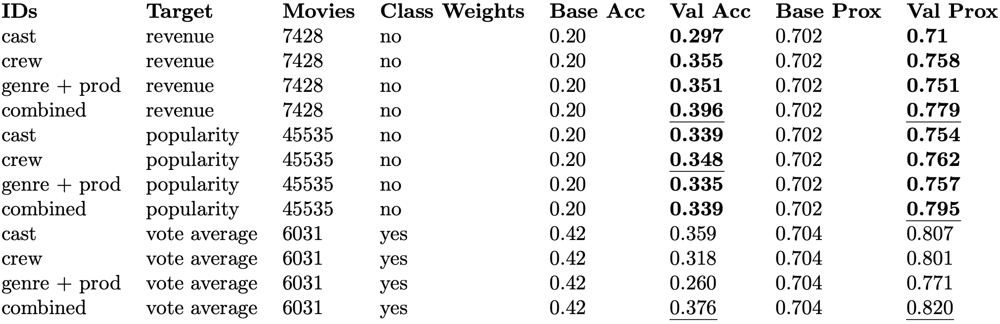 IDs Target Movies Class Weights Base Acc Val Acc Base Prox Val Prox
cast revenue 7428 no 0.20 0.297 0.702 0.71
crew revenue 7428 no 0.20 0.355 0.702 0.758
genre + prod revenue 7428 no 0.20 0.351 0.702 0.751
combined revenue 7428 no 0.20 0.396 0.702 0.779
cast popularity 45535 no 0.20 0.339 0.702 0.754
crew popularity 45535 no 0.20 0.348 0.702 0.762
genre + prod popularity 45535 no 0.20 0.335 0.702 0.757
combined popularity 45535 no 0.20 0.339 0.702 0.795
cast vote average 6031 yes 0.42 0.359 0.704 0.807
crew vote average 6031 yes 0.42 0.318 0.704 0.801
genre + prod vote average 6031 yes 0.42 0.260 0.704 0.771
combined vote average 6031 yes 0.42 0.376 0.704 0.820